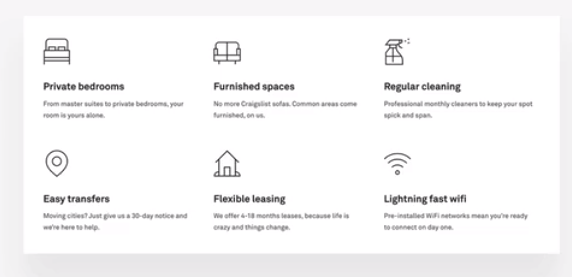 Private bedrooms
From master suites to private bedrooms, your
room is yours alone.
Furnished spaces
No more Craigslist sofas. Common areas come
furnished, on us.
Regular cleaning
Professional monthly cleaners to keep your spot
spick and span.
Easy transfers
Moving cities? Just give us a 30-day notice and
we're here to help.
Flexible leasing
We offer 4-18 months leases, because life is
crazy and things change.
Lightning fast wifi
Pre-installed WiFi networks mean you're ready
to connect on day one.